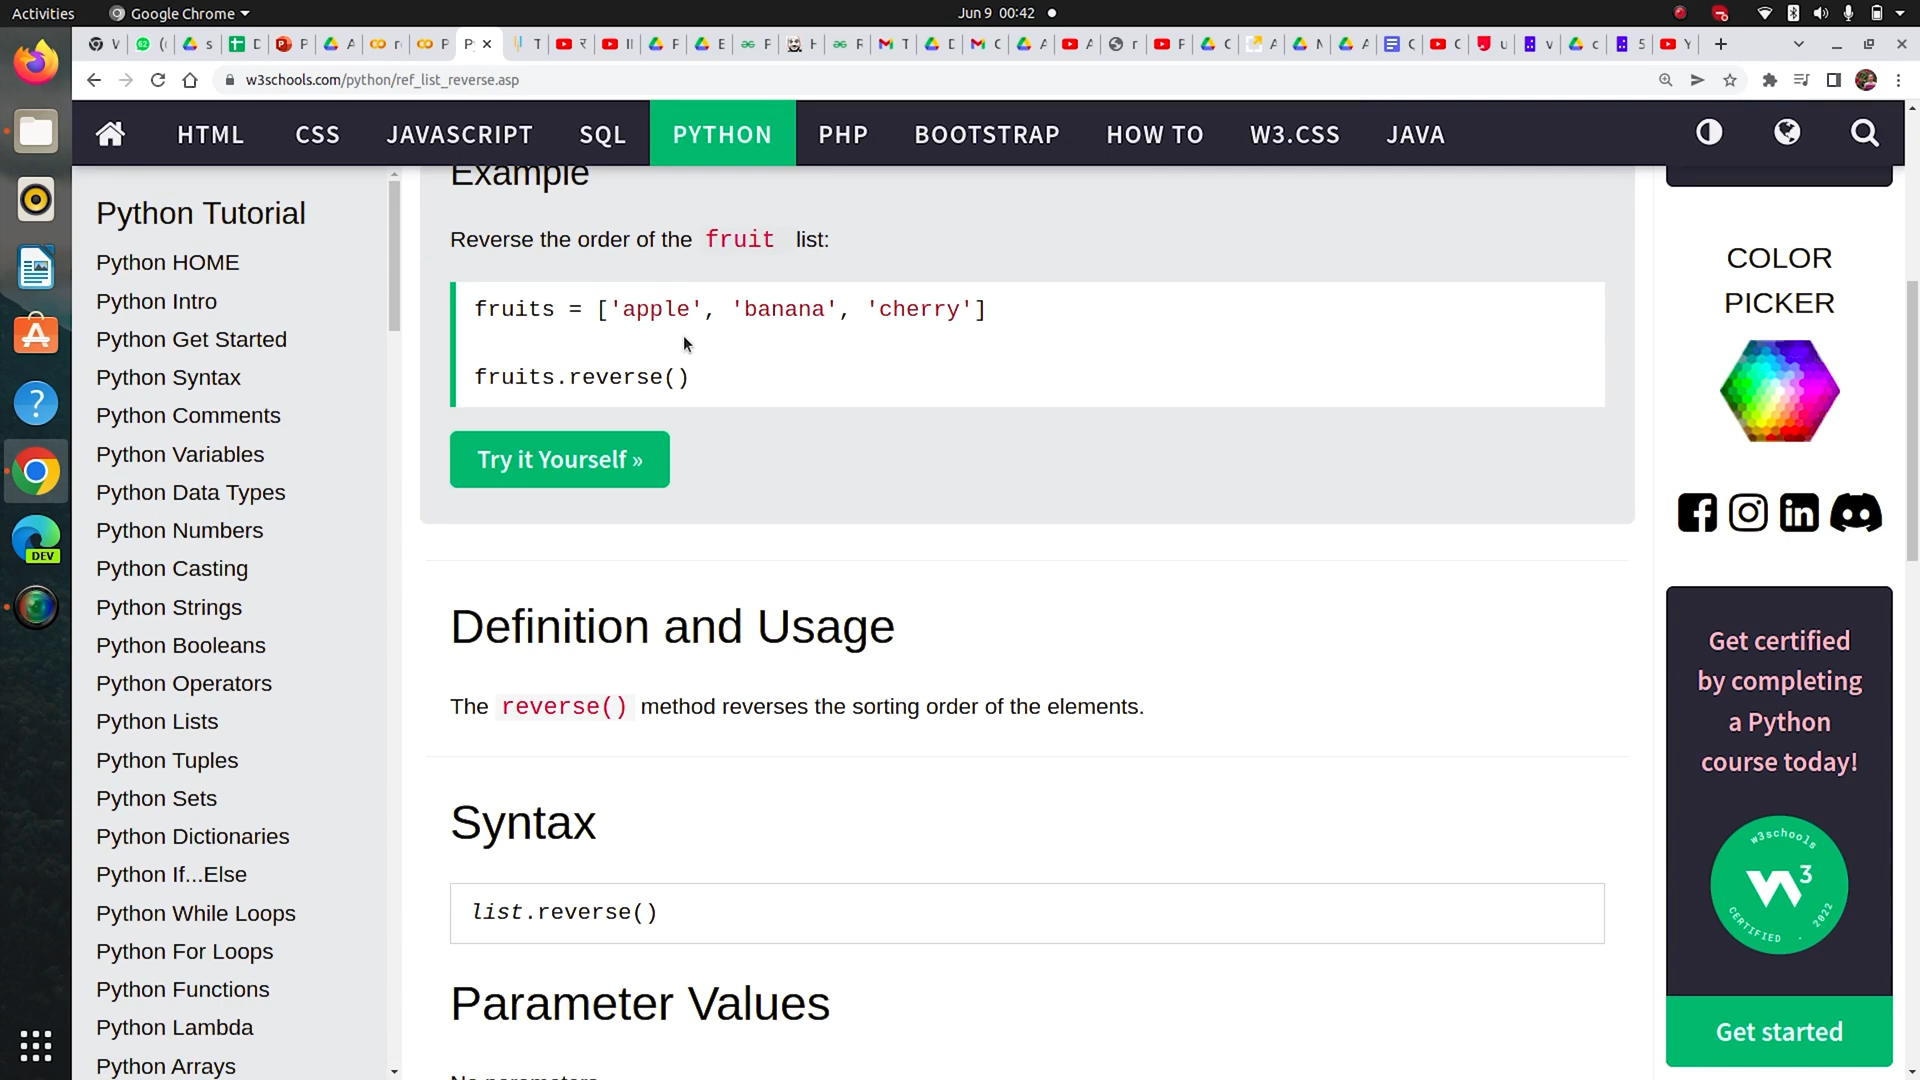 Activities
Google Chrome
Jun 9 00:42
w3schools.com/python/ref_list_reverse.asp
HTML
CSS
JAVASCRIPT
SQL
PYTHON
PHP
BOOTSTRAP
HOW TO
W3.CSS
JAVA
Python Tutorial
Python HOME
Python Intro
Python Get Started
Python Syntax
Python Comments
Python Variables
Python Data Types
Python Numbers
Python Casting
Python Strings
Python Booleans
Python Operators
Python Lists
Python Tuples
Python Sets
Python Dictionaries
Python If...Else
Python While Loops
Python For Loops
Python Functions
Python Lambda
Python Arrays
Example
Reverse the order of the fruit list:
fruits = ['apple', 'banana', 'cherry']
fruits.reverse()
Try it Yourself »
Definition and Usage
The reverse() method reverses the sorting order of the elements.
Syntax
list.reverse()
Parameter Values
COLOR
PICKER
Get certified
by completing
a Python
course today!
w3schools
W3
CERTIFIED . 2022
Get started
DEV